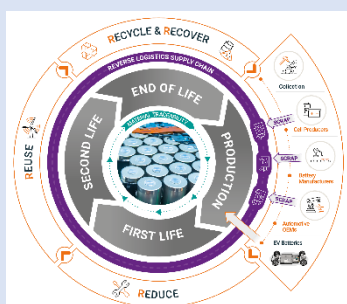 RECYCLE & RECOVER
REVERSE LOGISTICS SUPPLY CHAIN
END OF LIFE
MATERIAL TRACEABILITY
SECOND LIFE
PRODUCTION
FIRST LIFE
REUSE
REDUCE
Collection
SCRAP
Cell Producers
SCRAP
Battery
Manufacturers
SCRAP
Automotive
OEMs
EV Batteries